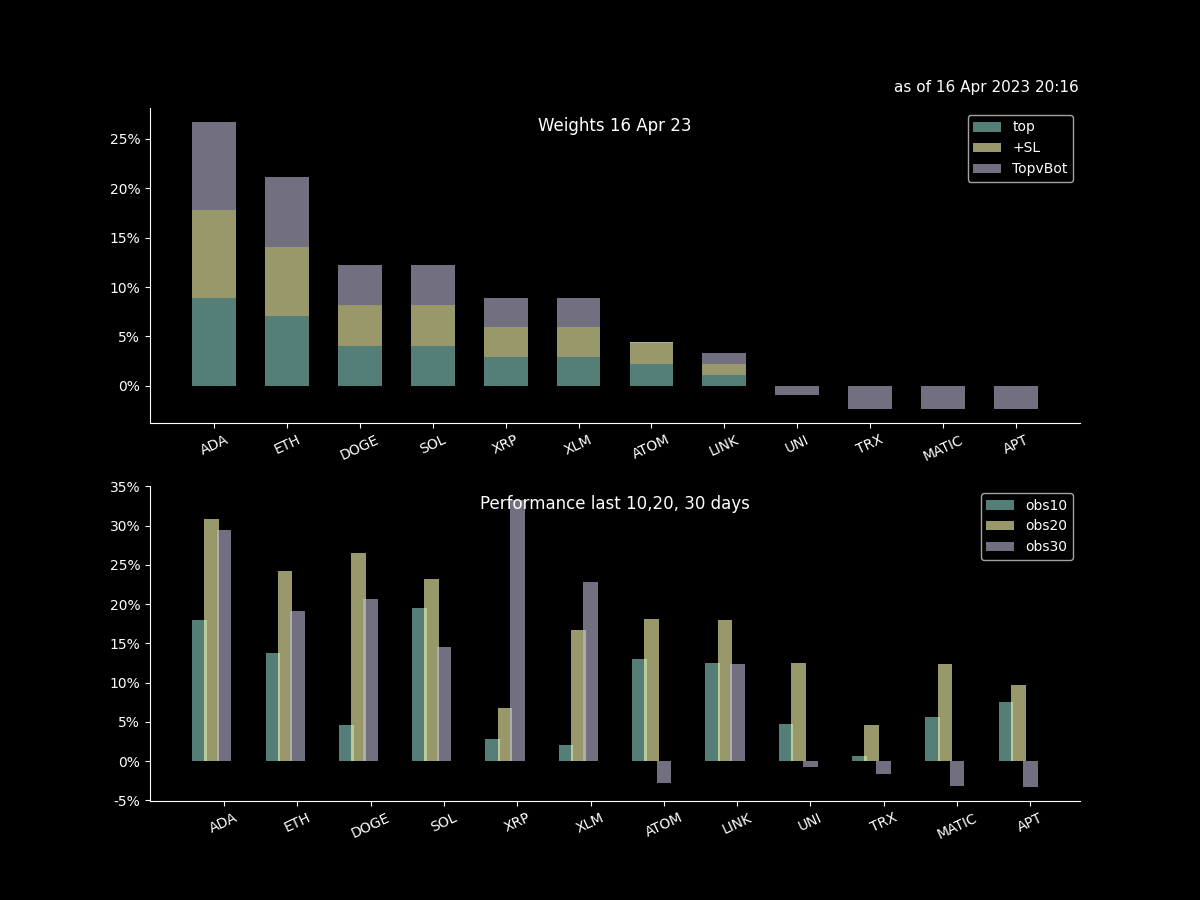 as of 16 Apr 2023 20:16
Weights 16 Apr 23
top
+SL
TopvBot
25%
20%
15%
10%
5%
0%
ADA ETH DOGE SOL XRP XLM ATOM LINK UNI TRX MATIC APT
Performance last 10,20, 30 days
obs10
obs20
obs30
35%
30%
25%
20%
15%
10%
5%
0%
-5%
ADA ETH DOGE SOL XRP XLM ATOM LINK UNI TRX MATIC APT